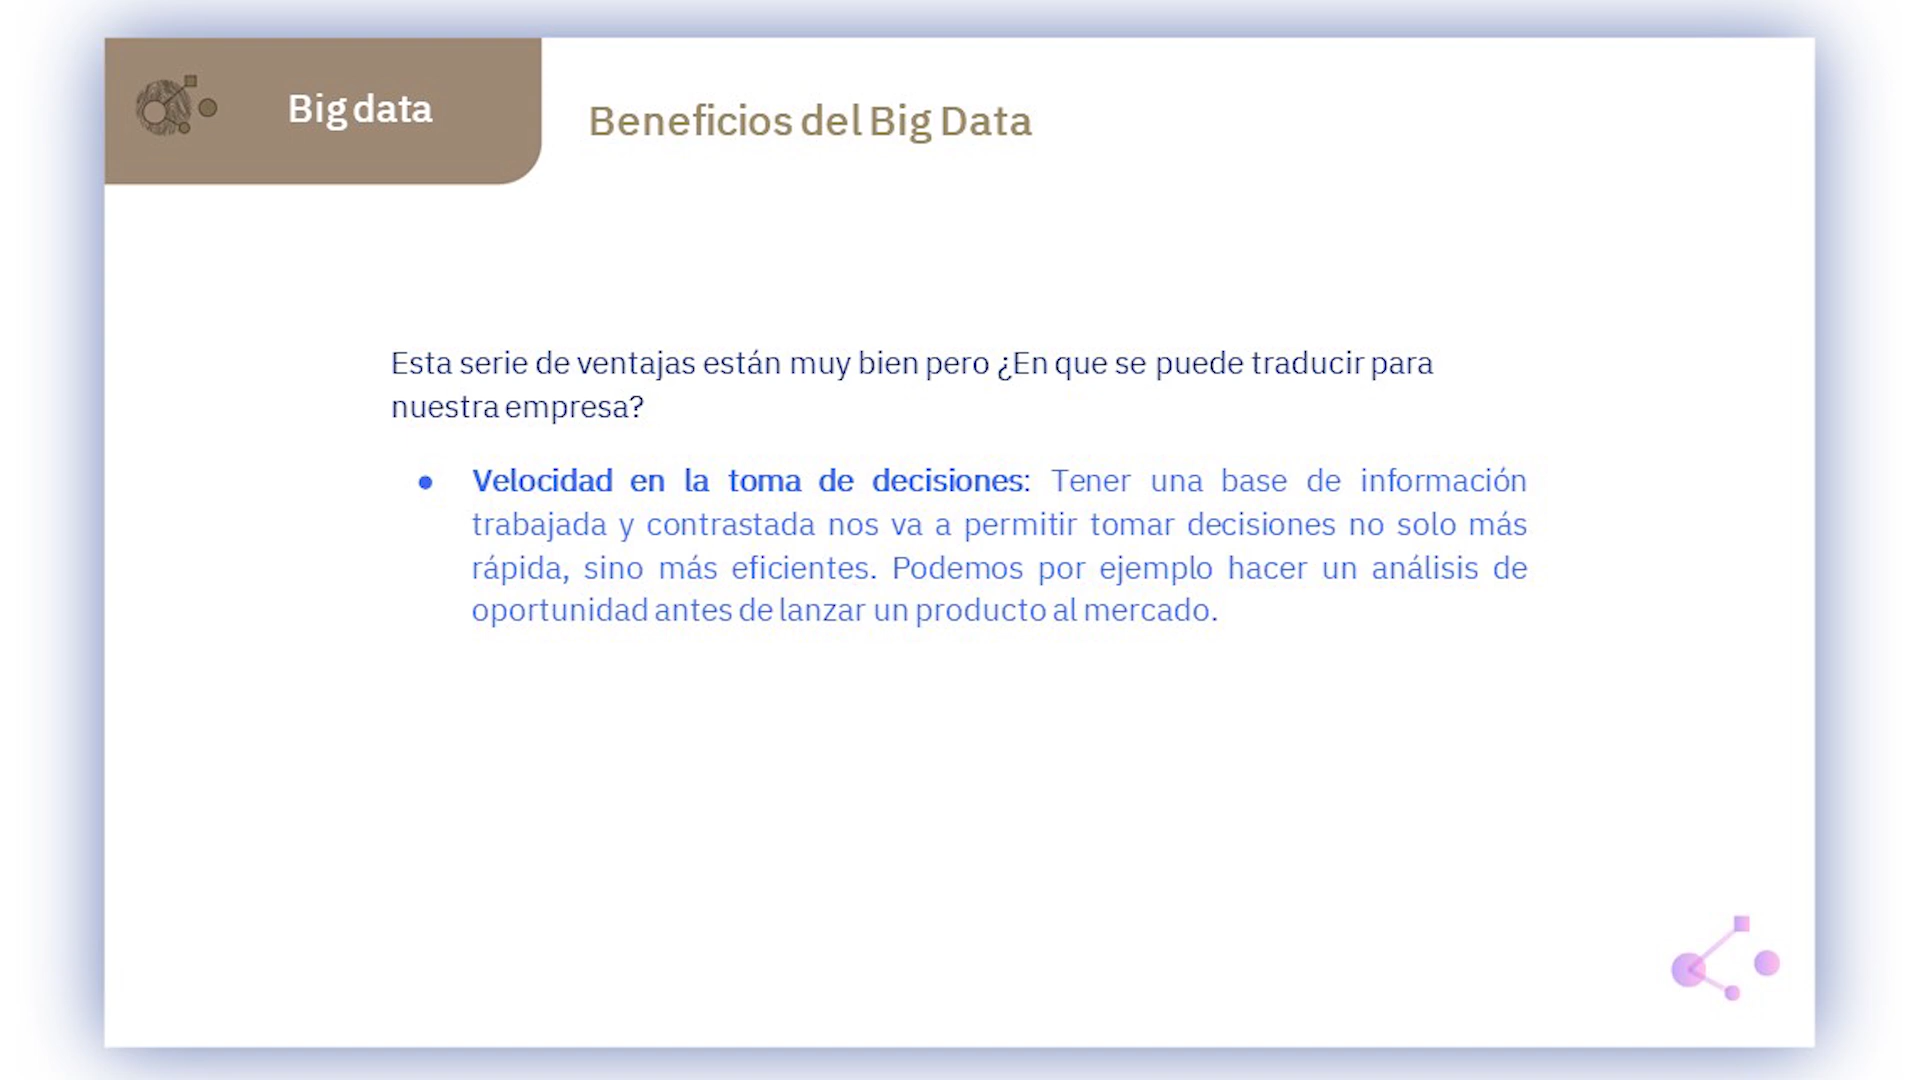 Big data
Beneficios del Big Data
Esta serie de ventajas están muy bien pero ¿En que se puede traducir para
nuestra empresa?
● Velocidad en la toma de decisiones: Tener una base de información
trabajada y contrastada nos va a permitir tomar decisiones no solo más
rápida, sino más eficientes. Podemos por ejemplo hacer un análisis de
oportunidad antes de lanzar un producto al mercado.